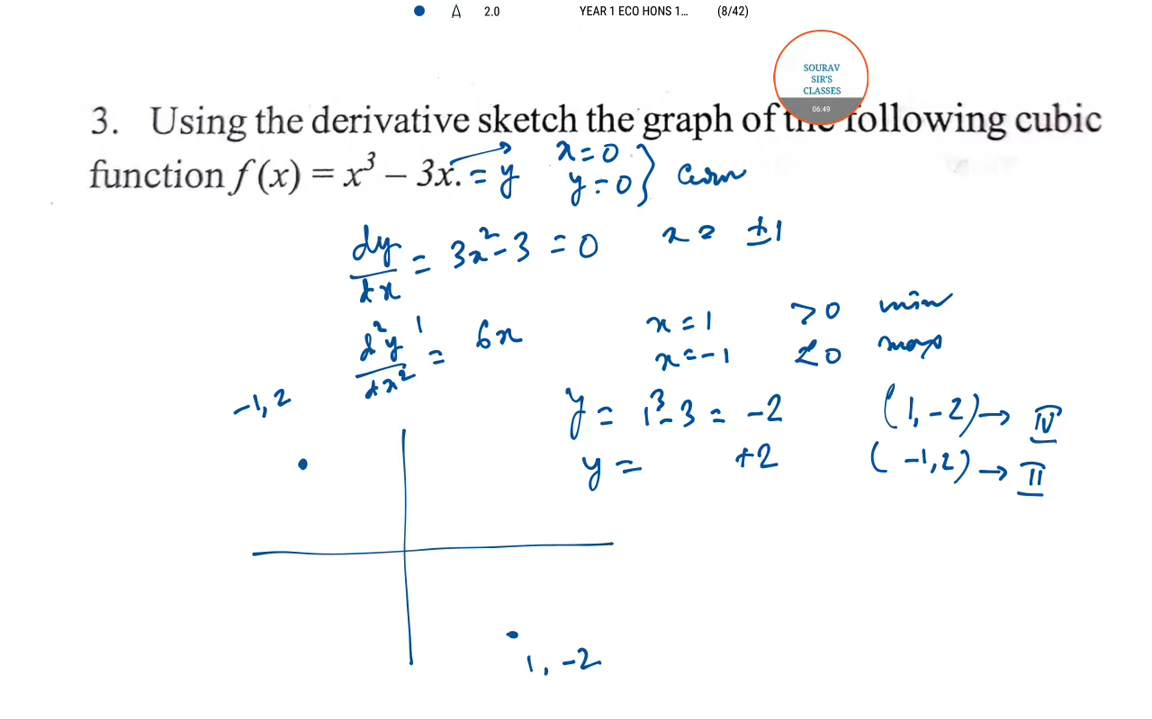 2.0 YEAR 1 ECO HONS 1... (8/42)
SOURAV
SIR'S
CLASSES
06:49
3. Using the derivative sketch the graph of the following cubic
function f(x) = x³ – 3x. = y x=0
y=0
dy/dx = 3x²-3 = 0 x = ±1
d²y/dx² = 6x
x = 1 >0 min
x = -1 <0 max
y = 1³-3 = -2 (1, -2) → IV
y = +2 (-1,2) → II
-1, 2
1, -2